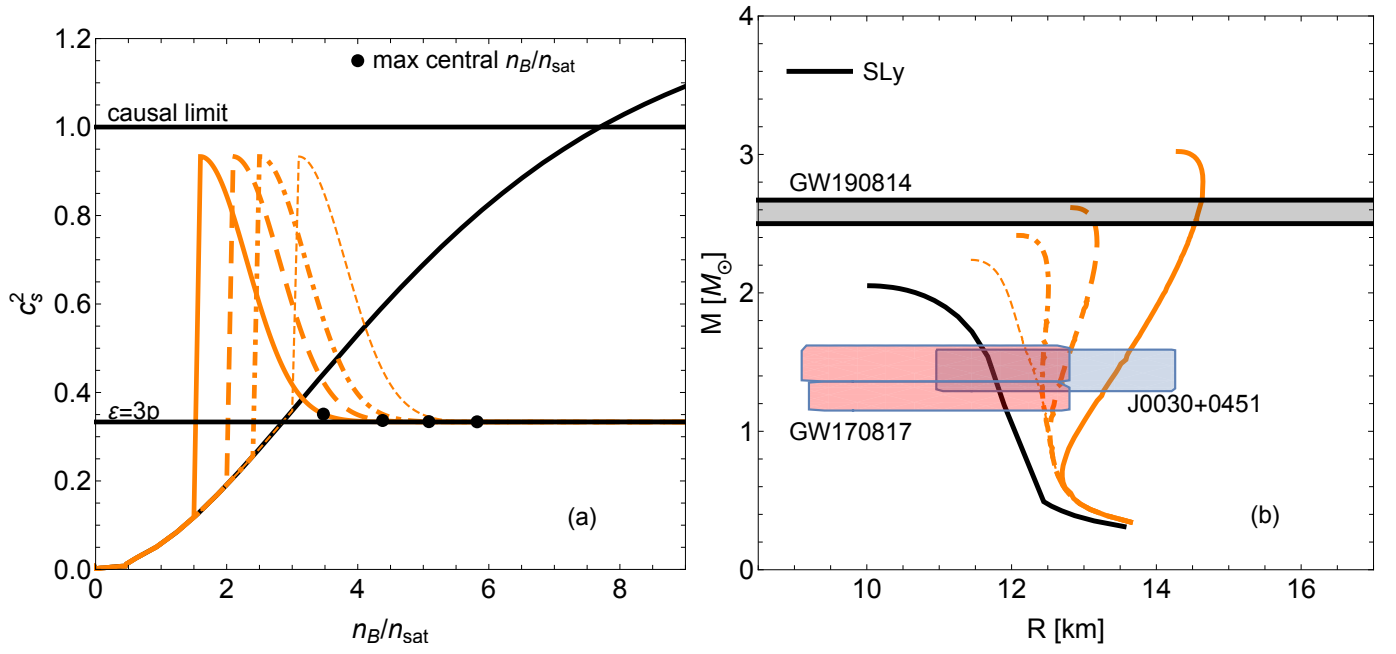 1.2
1.0
0.8
0.6
0.4
0.2
0.0
c_s^2
max central n_B/n_sat
causal limit
ε=3p
(a)
0 2 4 6 8
n_B/n_sat
4
3
2
1
0
M [M_⊙]
SLy
GW190814
J0030+0451
GW170817
(b)
10 12 14 16
R [km]